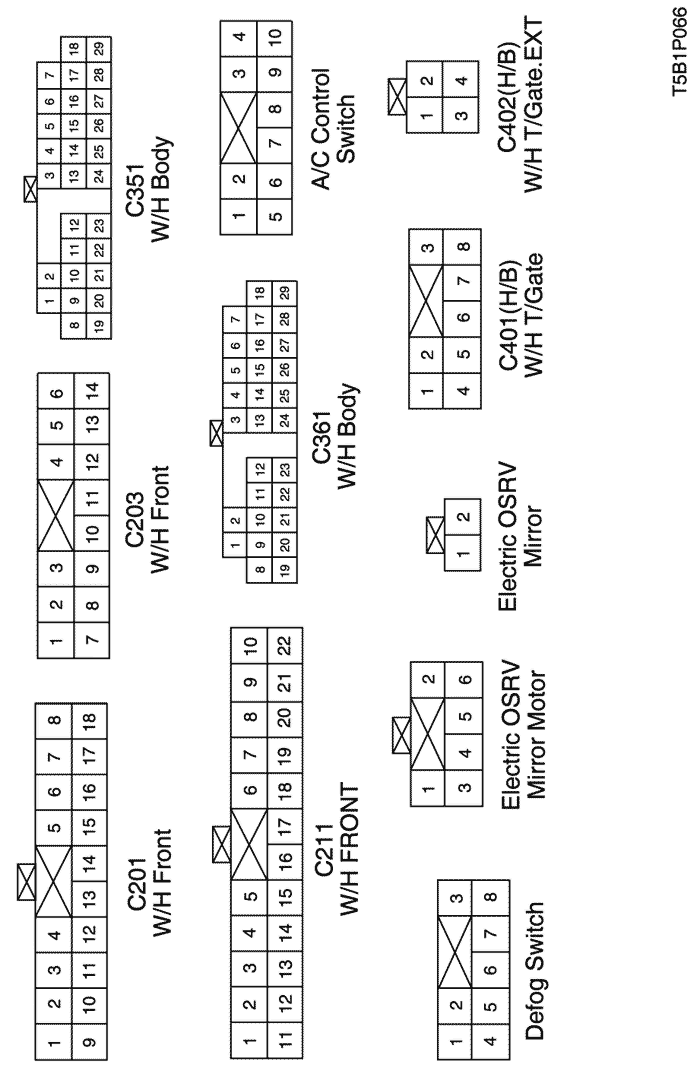 1 2 3 4 5 6 7 8
9 10 11 12 13 14 15 16 17 18
C201
W/H Front
1 2 3 4 5 6
7 8 9 10 11 12 13 14
C203
W/H Front
1 2 3 4 5 6 7
8 9 10 11 12 13 14 15 16 17 18
19 20 21 22 23 24 25 26 27 28 29
C351
W/H Body
1 2 3 4 5 6 7 8 9 10
11 12 13 14 15 16 17 18 19 20 21 22
C211
W/H FRONT
1 2 3 4 5 6 7
8 9 10 11 12 13 14 15 16 17 18
19 20 21 22 23 24 25 26 27 28 29
C361
W/H Body
1 2 3 4
5 6 7 8 9 10
A/C Control
Switch
1 2 3
4 5 6 7 8
Defog Switch
1 2
3 4 5 6
Electric OSRV
Mirror Motor
1 2
Electric OSRV
Mirror
1 2 3
4 5 6 7 8
C401(H/B)
W/H T/Gate
1 2
3 4
C402(H/B)
W/H T/Gate.EXT
T5B1P066